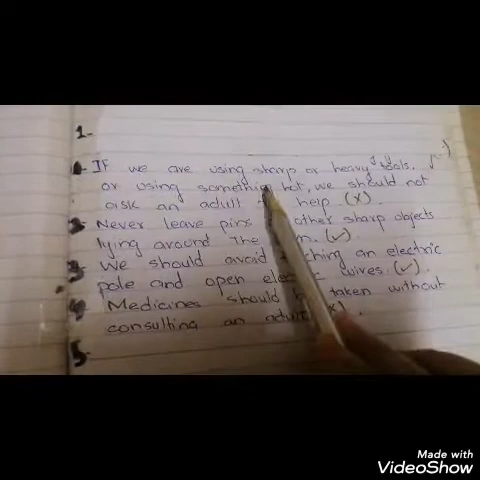 1-
1- If we are using sharp or heavy tools.
or using something hot, we should not
ask an adult help (X).
2- Never leave pins other sharp objects
lying around the (✓)
3- We should avoid an electric
pole and open wires (✓).
4- Medicines should taken without
consulting an adult (X).
5-
Made with
VideoShow